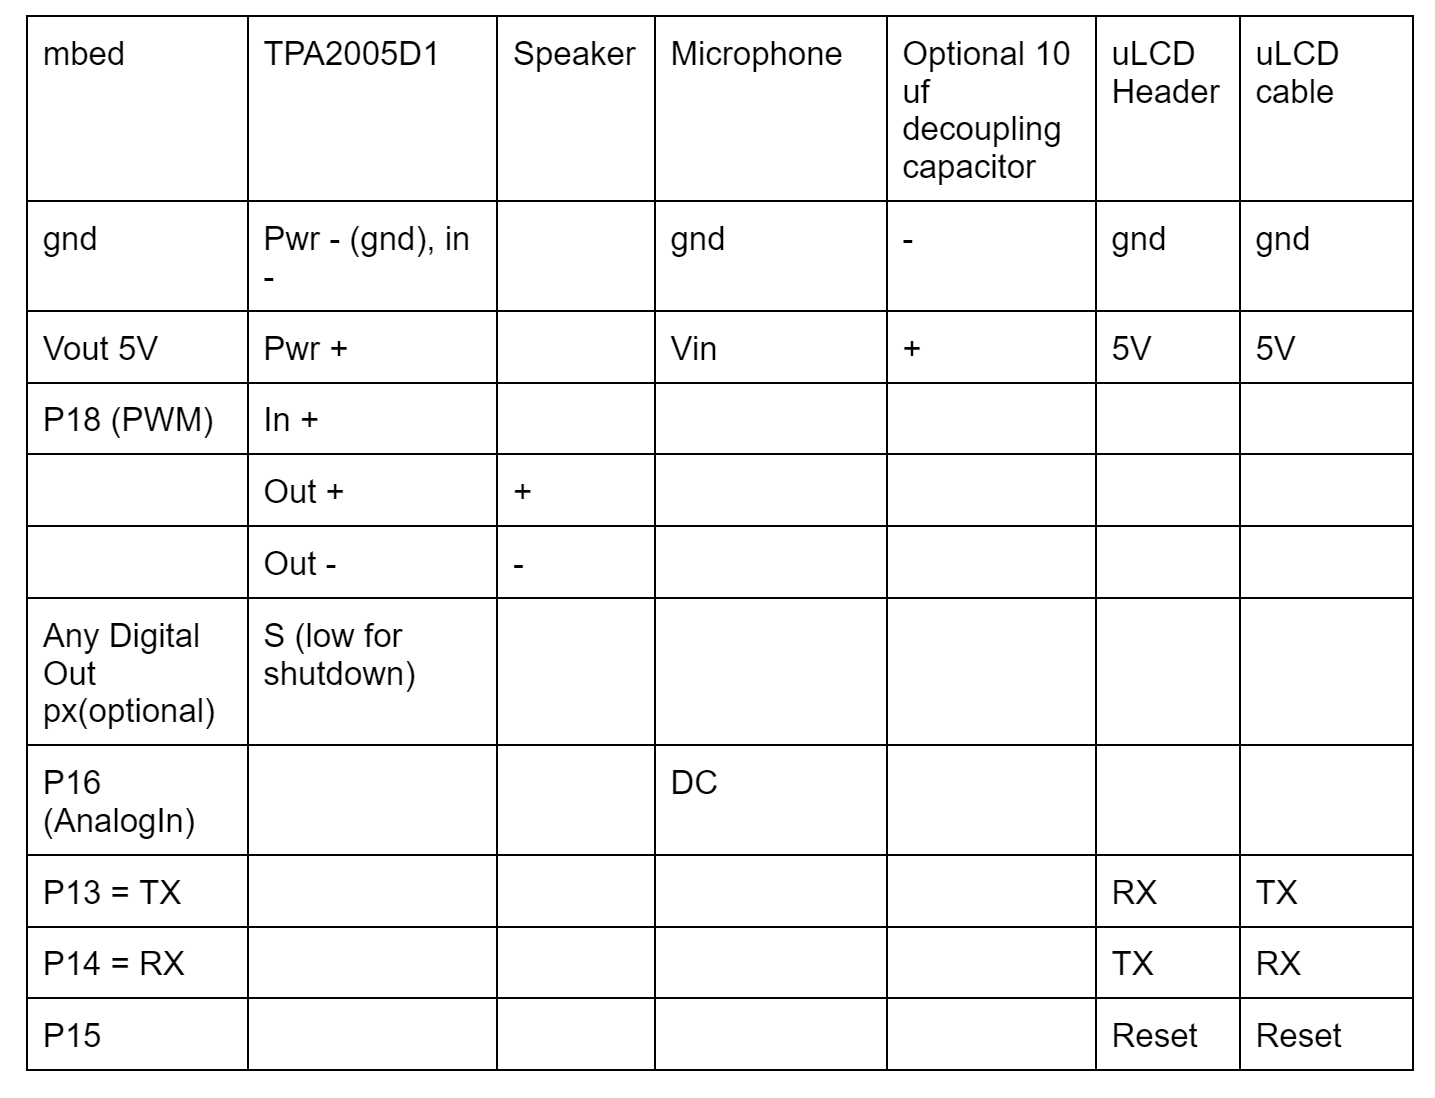 mbed
TPA2005D1
Speaker
Microphone
Optional 10
uf
decoupling
capacitor
uLCD
Header
uLCD
cable
gnd
Pwr - (gnd), in
-
gnd
-
gnd
gnd
Vout 5V
Pwr +
Vin
+
5V
5V
P18 (PWM)
In +
Out +
+
Out -
-
Any Digital
Out
px(optional)
S (low for
shutdown)
P16
(AnalogIn)
DC
P13 = TX
RX
TX
P14 = RX
TX
RX
P15
Reset
Reset